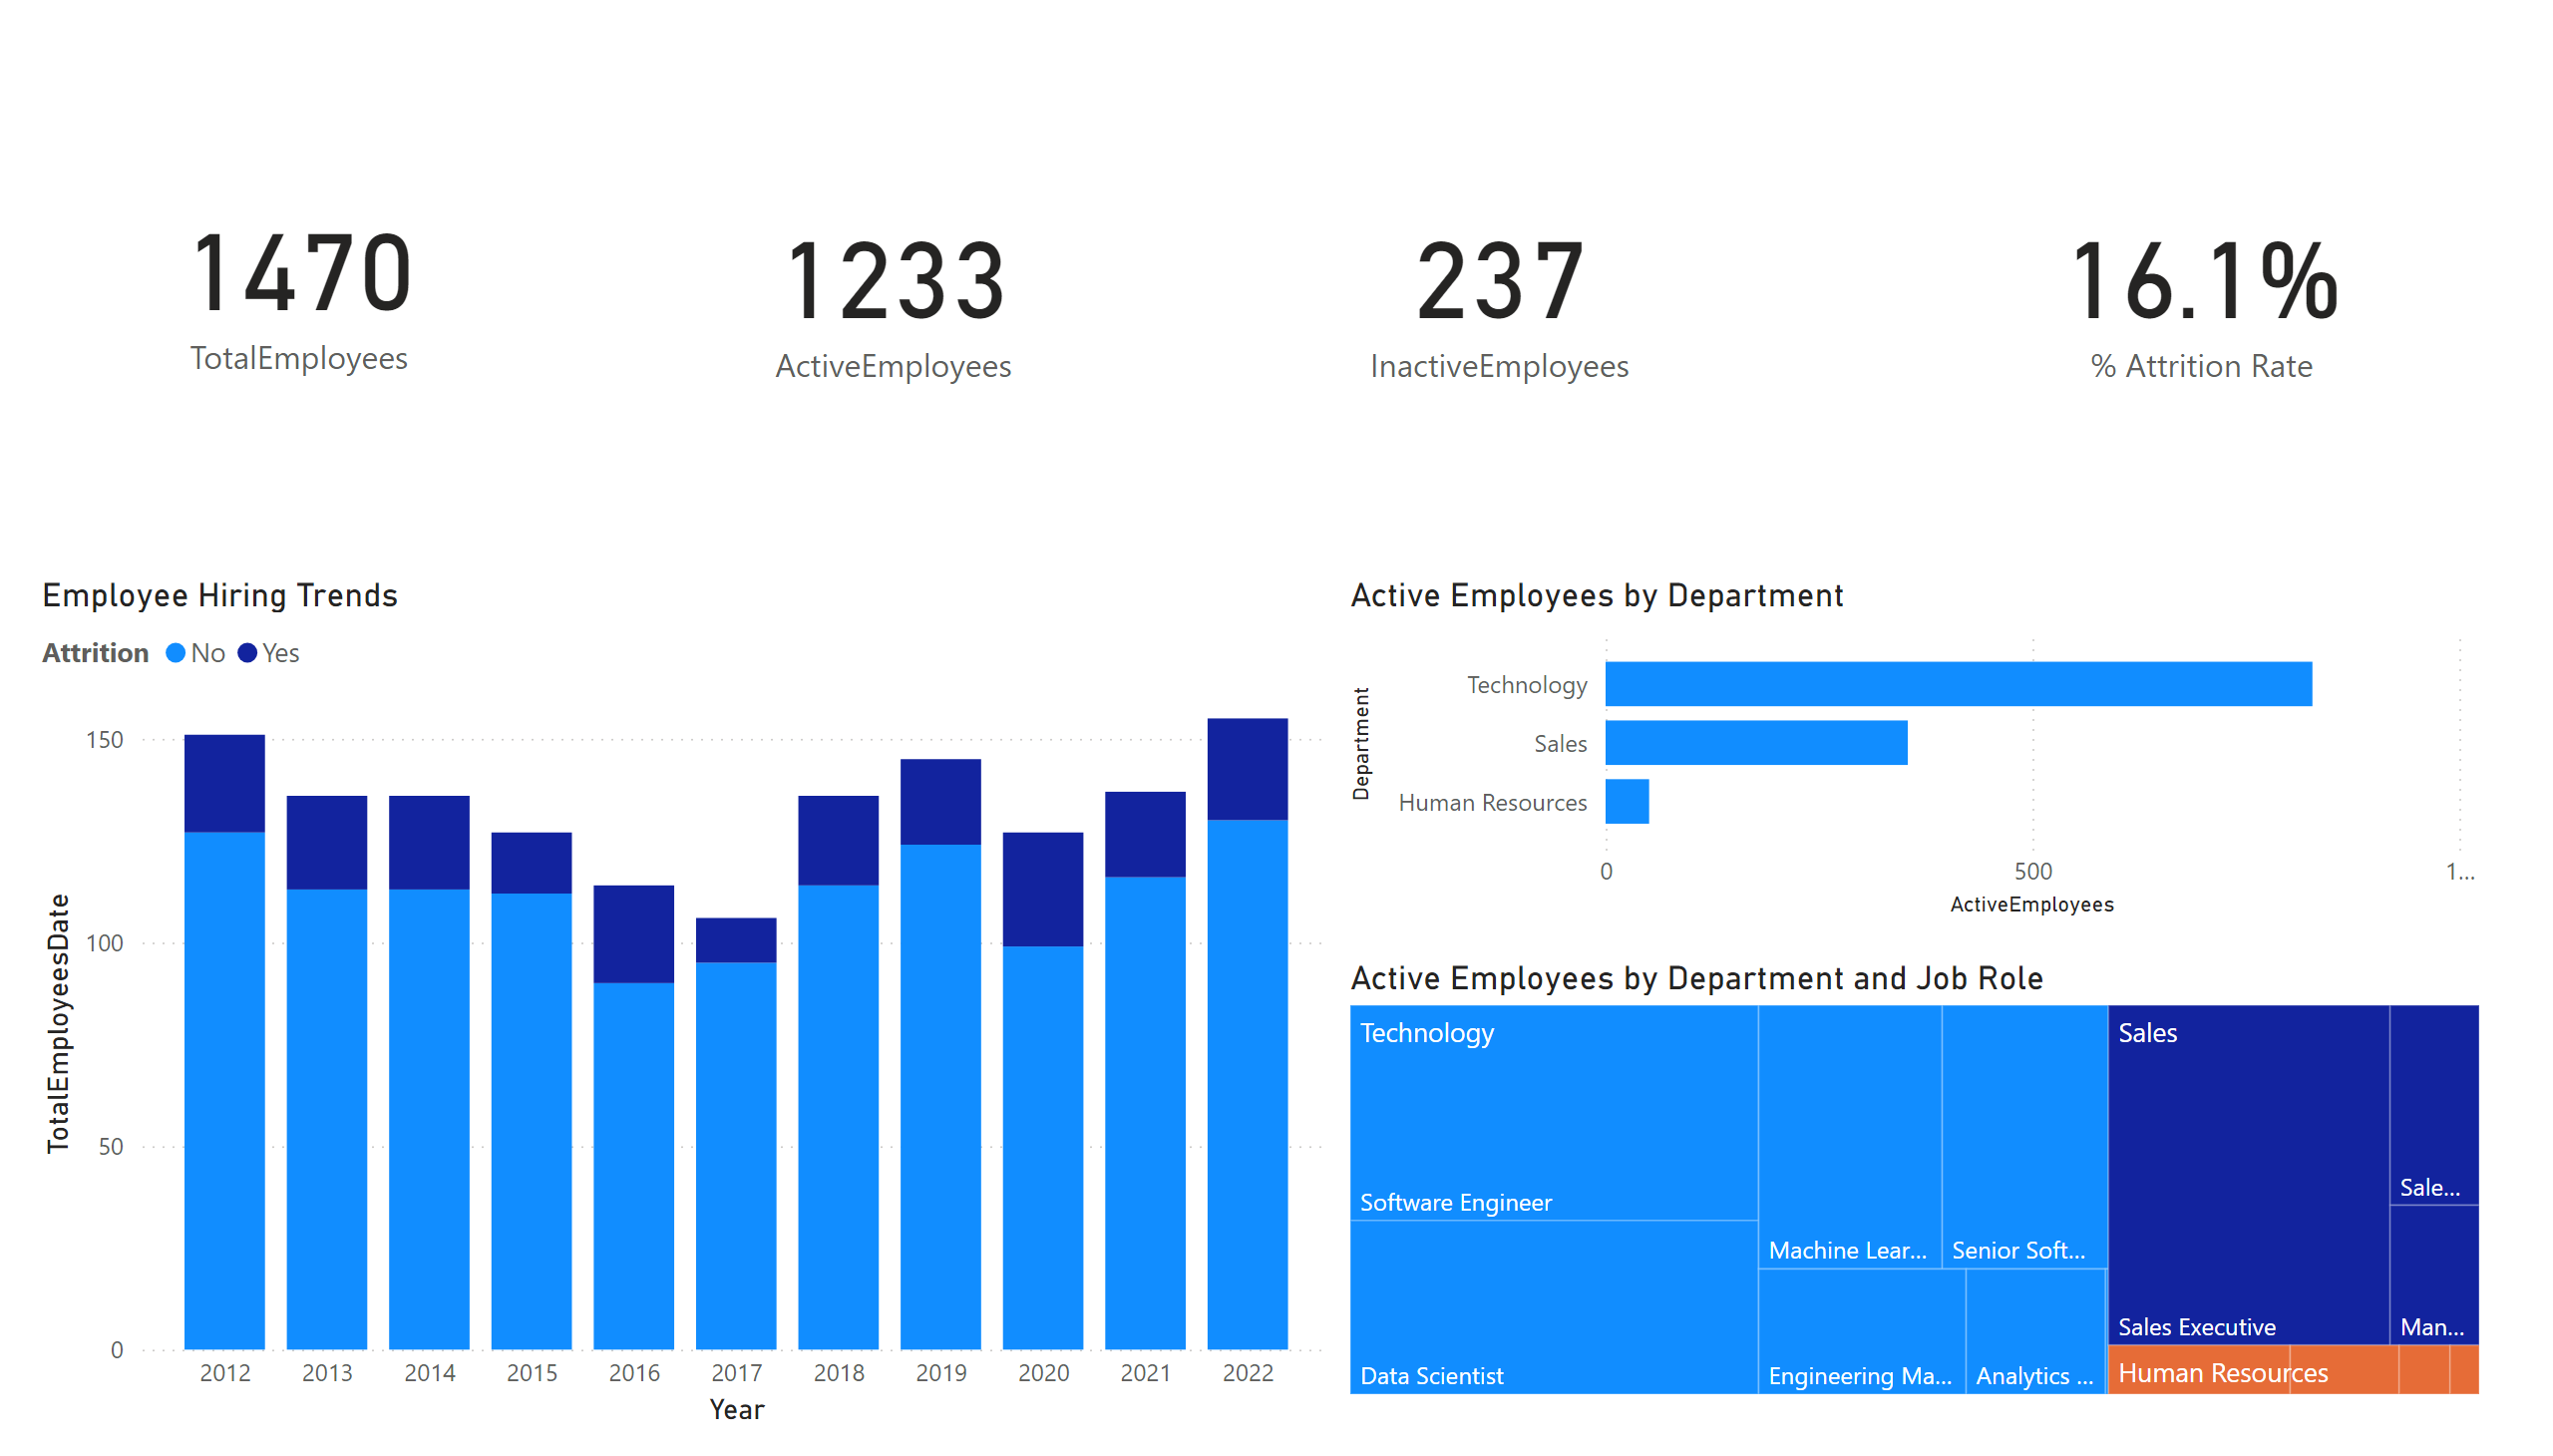 1470
TotalEmployees
1233
ActiveEmployees
237
InactiveEmployees
16.1%
% Attrition Rate
Employee Hiring Trends
Attrition No Yes
TotalEmployeesDate
150
100
50
0
2012 2013 2014 2015 2016 2017 2018 2019 2020 2021 2022
Year
Active Employees by Department
Department
Technology
Sales
Human Resources
0 500 1...
ActiveEmployees
Active Employees by Department and Job Role
Technology
Software Engineer
Data Scientist
Machine Lear...
Senior Soft...
Engineering Ma...
Analytics ...
Sales
Sales Executive
Sale...
Man...
Human Resources